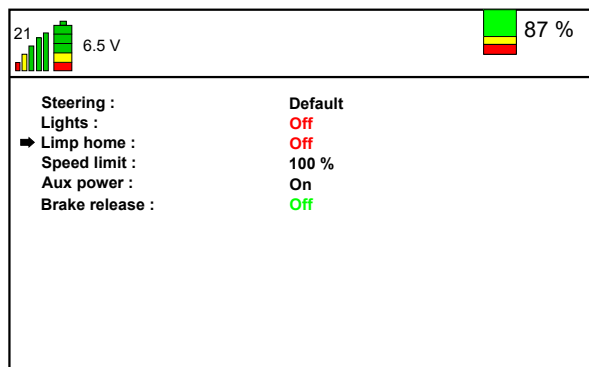 21
6.5 V
87 %
Steering : Default
Lights : Off
Limp home : Off
Speed limit : 100 %
Aux power : On
Brake release : Off